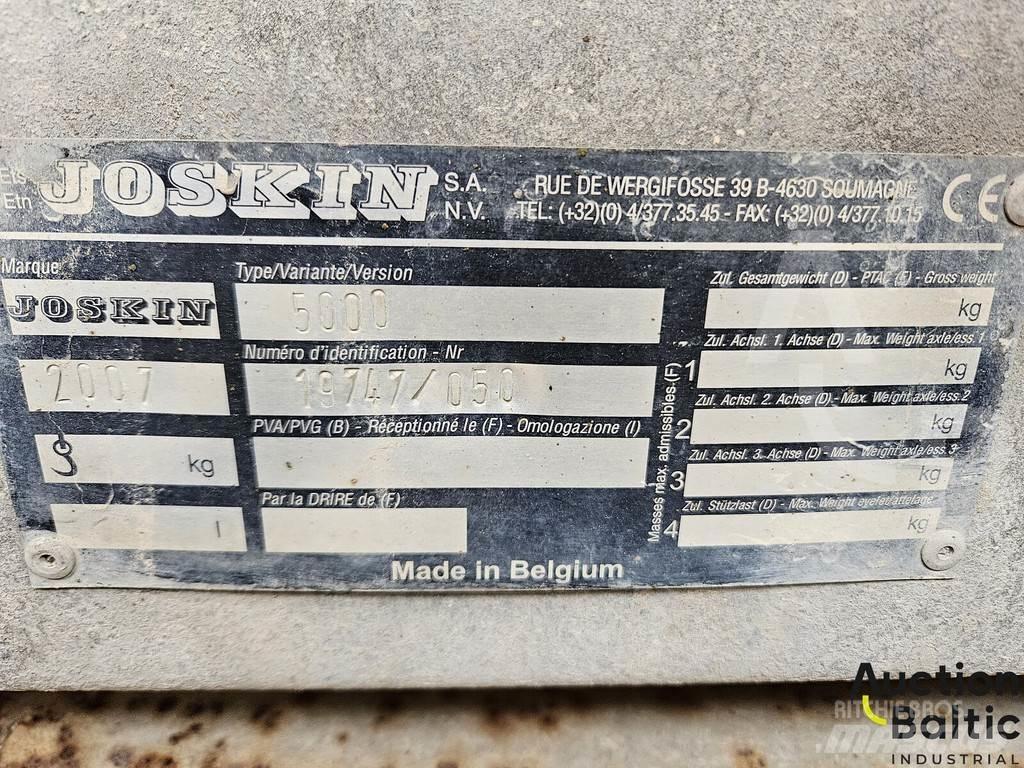 Ets
Etn
JOSKIN S.A.
N.V.
RUE DE WERGIFOSSE 39 B-4630 SOUMAGNE
TEL: (+32)(0) 4/377.35.45 - FAX: (+32)(0) 4/377.10.15
CE
Marque
JOSKIN
2007
kg
l
Type/Variante/Version
5000
Numéro d'identification - Nr
19747/050
PVA/PVG (B) - Réceptionné le (F) - Omologazione (I)
Par la DRIRE de (F)
Masses max. admissibles (F)
Zul. Gesamtgewicht (D) - PTAC (F) - Gross weight
kg
Zul. Achsl. 1. Achse (D) - Max. Weight axle/ess. 1
1 kg
Zul. Achsl. 2. Achse (D) - Max. Weight axle/ess. 2
2 kg
Zul. Achsl. 3. Achse (D) - Max. Weight axle/ess. 3
3 kg
Zul. Stützlast (D) - Max. Weight eyelet/attelage
4 kg
Made in Belgium
Auction
Baltic
INDUSTRIAL
RITCHIE BROS.